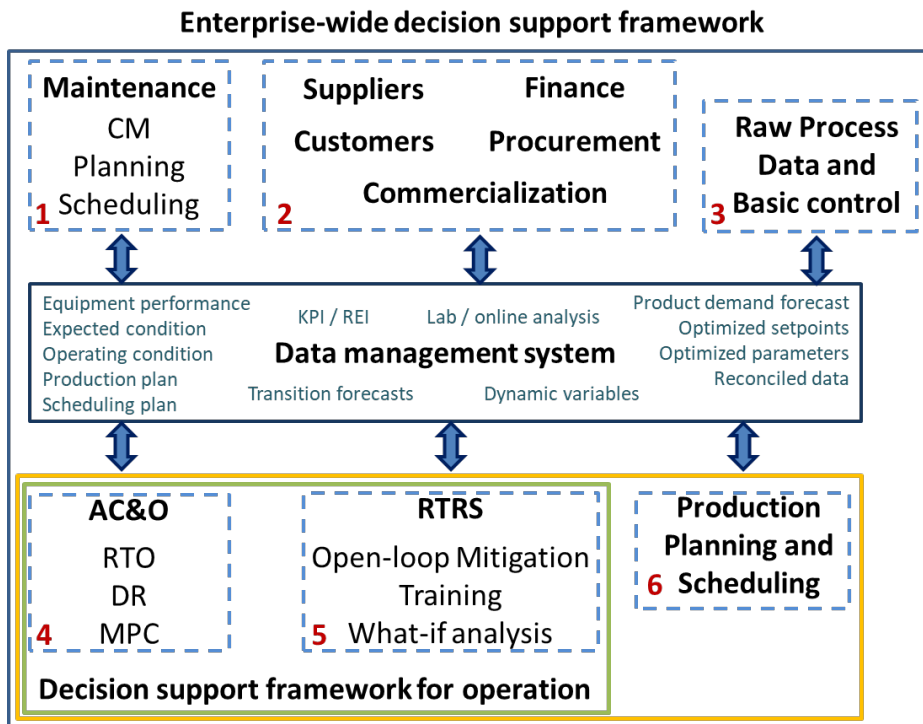 Enterprise-wide decision support framework
Maintenance
CM
Planning
Scheduling
1
Suppliers
Finance
Customers
Procurement
Commercialization
2
Raw Process
Data and
Basic control
3
Equipment performance
Expected condition
Operating condition
Production plan
Scheduling plan
KPI / REI
Lab / online analysis
Data management system
Transition forecasts
Dynamic variables
Product demand forecast
Optimized setpoints
Optimized parameters
Reconciled data
AC&O
RTO
DR
MPC
4
RTRS
Open-loop Mitigation
Training
What-if analysis
5
Production
Planning and
Scheduling
6
Decision support framework for operation